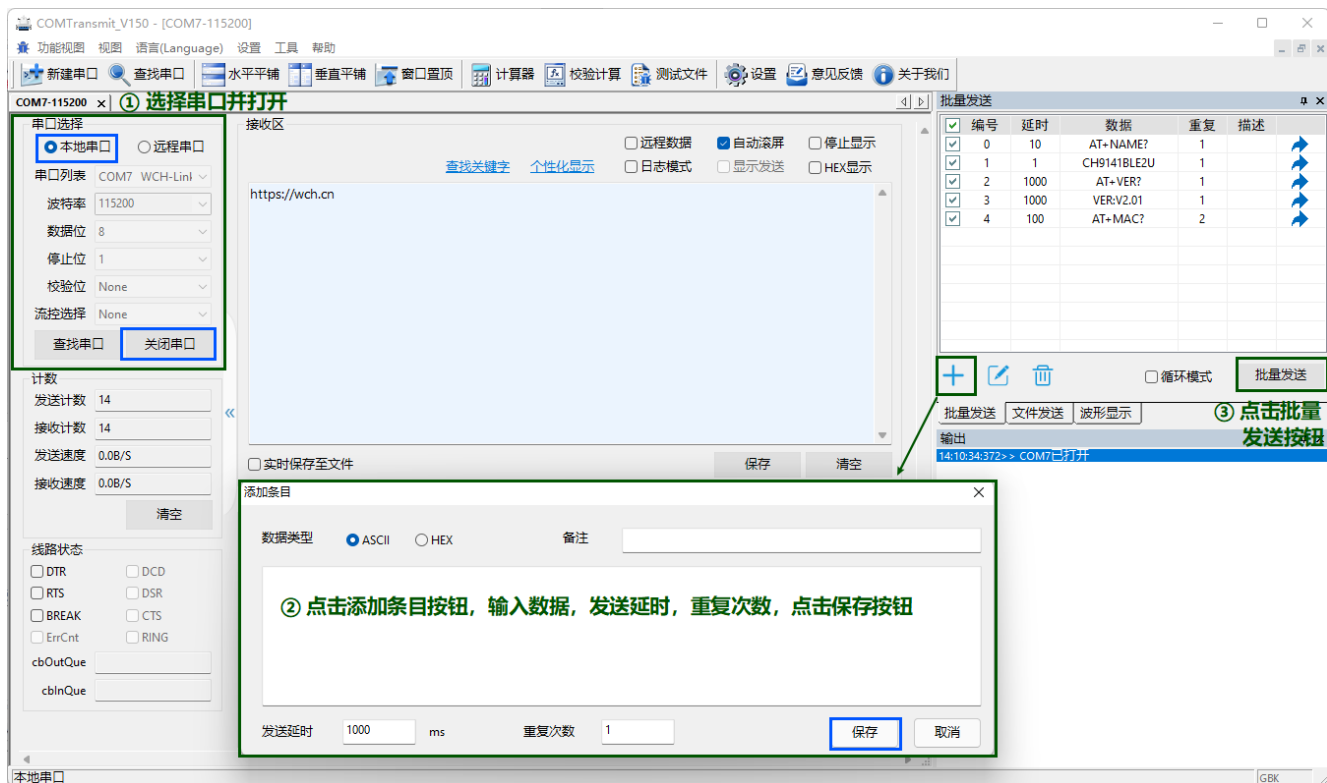 COMTransmit_V150 - [COM7-115200]
功能视图 视图 语言(Language) 设置 工具 帮助
新建串口 查找串口 水平平铺 垂直平铺 窗口置顶 计算器 校验计算 测试文件 设置 意见反馈 关于我们
COM7-115200 x ① 选择串口并打开
串口选择
本地串口 远程串口
串口列表 COM7 WCH-Linl
波特率 115200
数据位 8
停止位 1
校验位 None
流控选择 None
查找串口 关闭串口
计数
发送计数 14
接收计数 14
发送速度 0.0B/S
接收速度 0.0B/S
清空
线路状态
DTR DCD
RTS DSR
BREAK CTS
ErrCnt RING
cbOutQue
cbInQue
接收区
远程数据 自动滚屏 停止显示
查找关键字 个性化显示 日志模式 显示发送 HEX显示
https://wch.cn
实时保存至文件 保存 清空
批量发送
编号 延时 数据 重复 描述
0 10 AT+NAME? 1
1 1 CH9141BLE2U 1
2 1000 AT+VER? 1
3 1000 VER:V2.01 1
4 100 AT+MAC? 2
循环模式 批量发送
批量发送 文件发送 波形显示
③ 点击批量
发送按钮
输出
14:10:34:372>> COM7已打开
添加条目
数据类型 ASCII HEX 备注
② 点击添加条目按钮，输入数据，发送延时，重复次数，点击保存按钮
发送延时 1000 ms 重复次数 1 保存 取消
本地串口 GBK